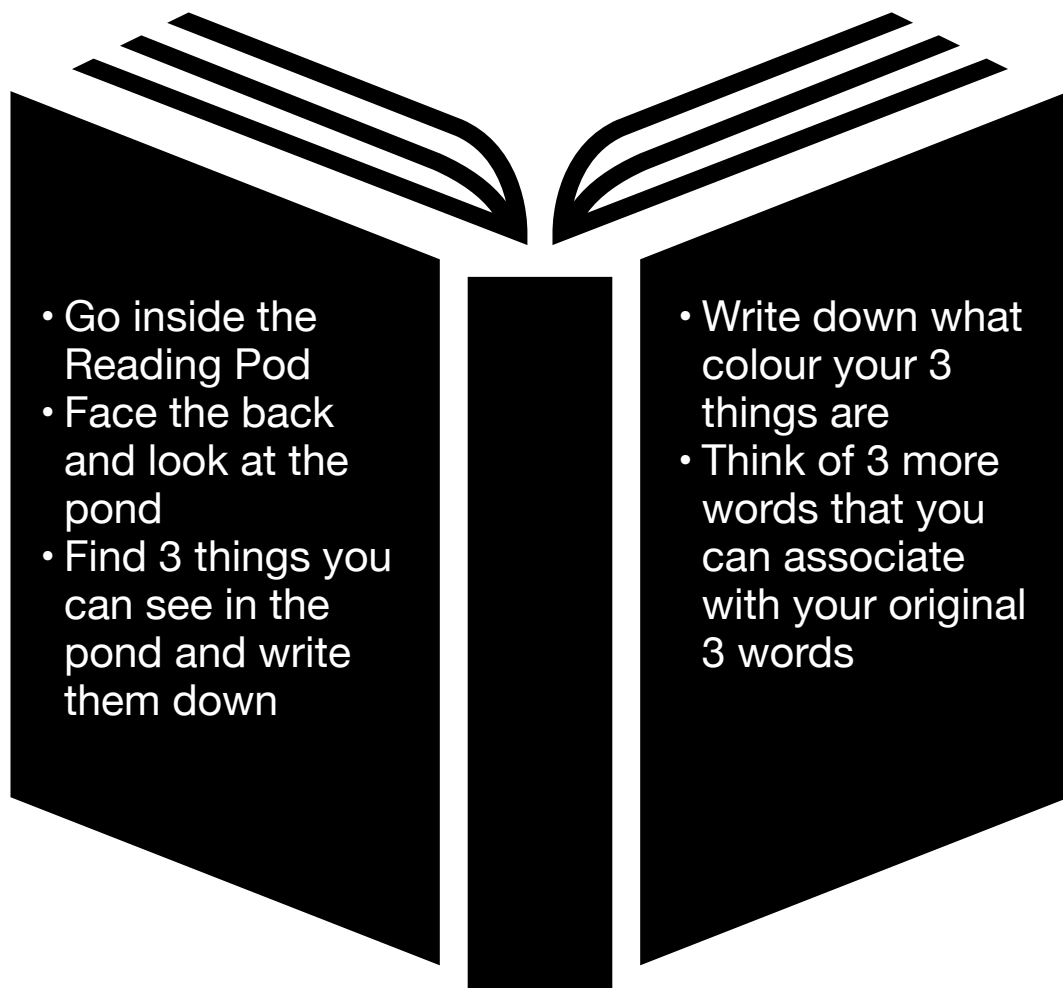 • Go inside the
Reading Pod
• Face the back
and look at the
pond
• Find 3 things you
can see in the
pond and write
them down
• Write down what
colour your 3
things are
• Think of 3 more
words that you
can associate
with your original
3 words